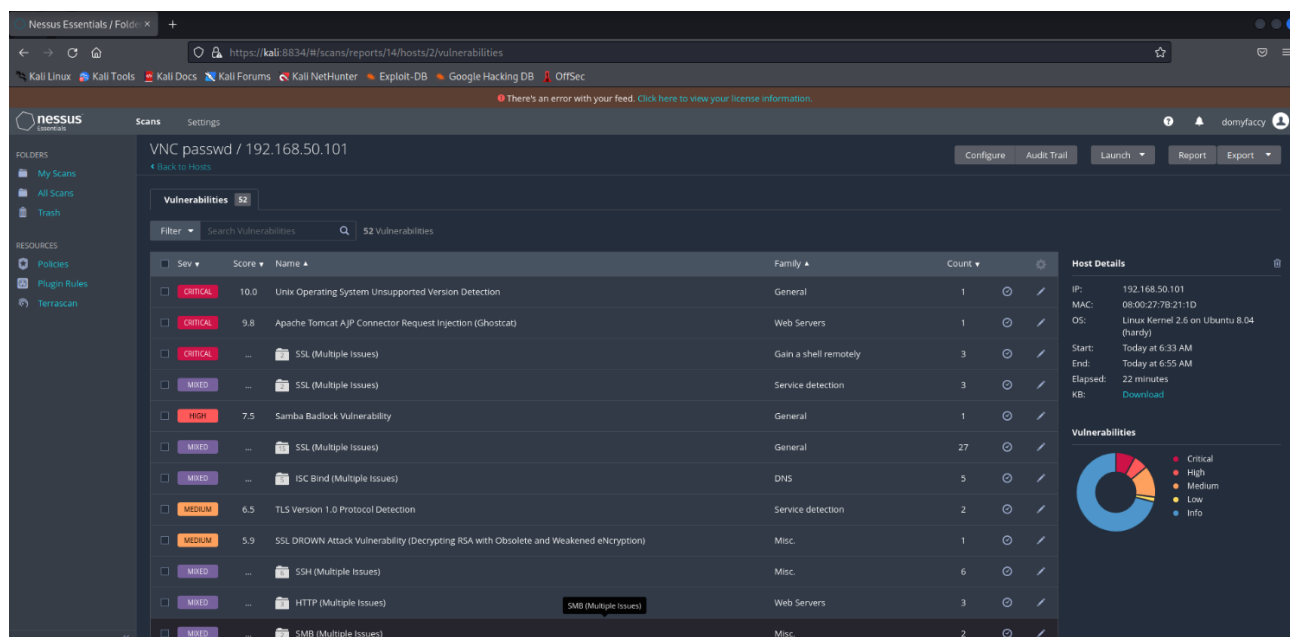 Nessus Essentials / Folde
https://kali:8834/#/scans/reports/14/hosts/2/vulnerabilities
Kali Linux Kali Tools Kali Docs Kali Forums Kali NetHunter Exploit-DB Google Hacking DB OffSec
There's an error with your feed. Click here to view your license information.
nessus Essentials Scans Settings domyfaccy
FOLDERS
My Scans
All Scans
Trash
RESOURCES
Policies
Plugin Rules
Terrascan
VNC passwd / 192.168.50.101
Back to Hosts
Configure Audit Trail Launch Report Export
Vulnerabilities 52
Filter Search Vulnerabilities 52 Vulnerabilities
Sev Score Name Family Count
CRITICAL 10.0 Unix Operating System Unsupported Version Detection General 1
CRITICAL 9.8 Apache Tomcat AJP Connector Request Injection (Ghostcat) Web Servers 1
CRITICAL ... SSL (Multiple Issues) Gain a shell remotely 3
MIXED ... SSL (Multiple Issues) Service detection 3
HIGH 7.5 Samba Badlock Vulnerability General 1
MIXED ... SSL (Multiple Issues) General 27
MIXED ... ISC Bind (Multiple Issues) DNS 5
MEDIUM 6.5 TLS Version 1.0 Protocol Detection Service detection 2
MEDIUM 5.9 SSL DROWN Attack Vulnerability (Decrypting RSA with Obsolete and Weakened eNcryption) Misc. 1
MIXED ... SSH (Multiple Issues) Misc. 6
MIXED ... HTTP (Multiple Issues) Web Servers 3
SMB (Multiple Issues)
MIXED ... SMB (Multiple Issues) Misc. 2
Host Details
IP: 192.168.50.101
MAC: 08:00:27:7B:21:1D
OS: Linux Kernel 2.6 on Ubuntu 8.04
(hardy)
Start: Today at 6:33 AM
End: Today at 6:55 AM
Elapsed: 22 minutes
KB: Download
Vulnerabilities
Critical
High
Medium
Low
Info